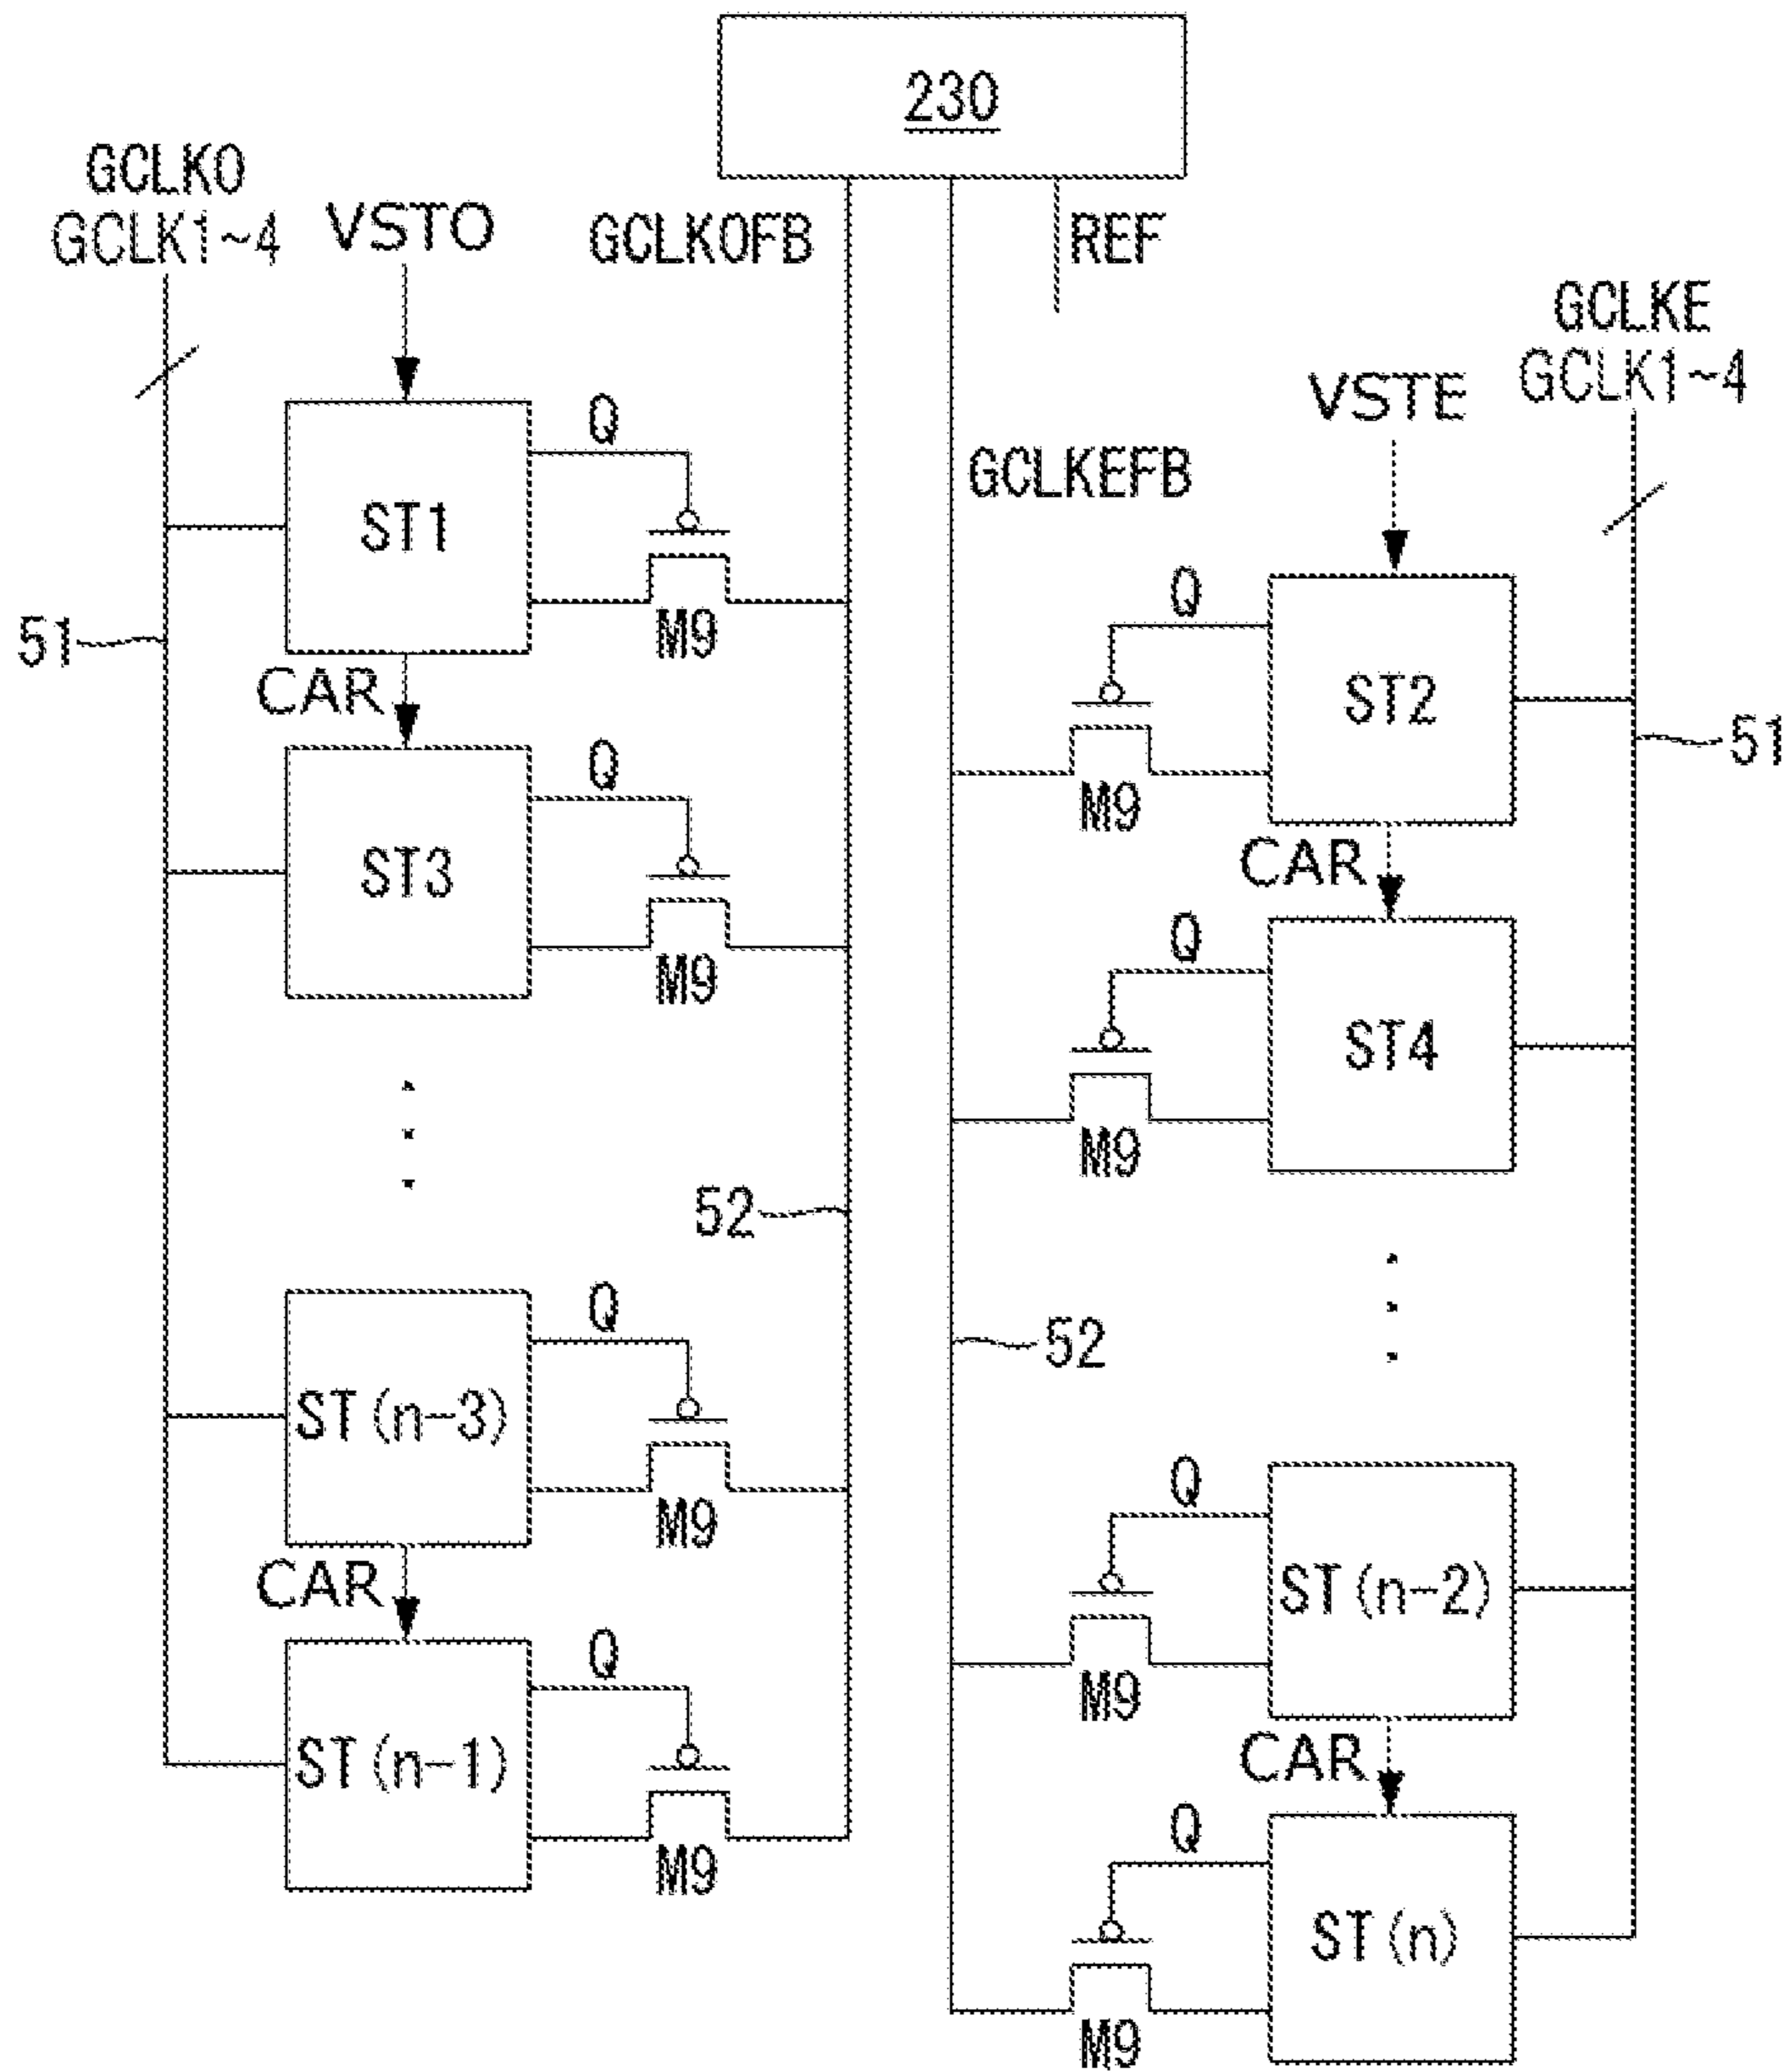 230
GCLKO
GCLK1~4
VSTO
GCLKOFB
REF
GCLKE
GCLK1~4
VSTE
GCLKEFB
Q
ST1
M9
51
CAR
Q
ST2
M9
51
Q
ST3
M9
CAR
Q
ST4
M9
52
52
Q
ST(n-3)
M9
CAR
Q
ST(n-2)
M9
Q
ST(n-1)
M9
CAR
Q
ST(n)
M9